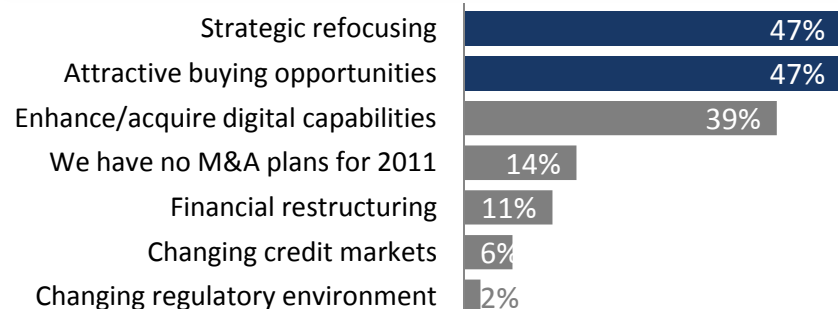 Strategic refocusing 47%
Attractive buying opportunities 47%
Enhance/acquire digital capabilities 39%
We have no M&A plans for 2011 14%
Financial restructuring 11%
Changing credit markets 6%
Changing regulatory environment 2%